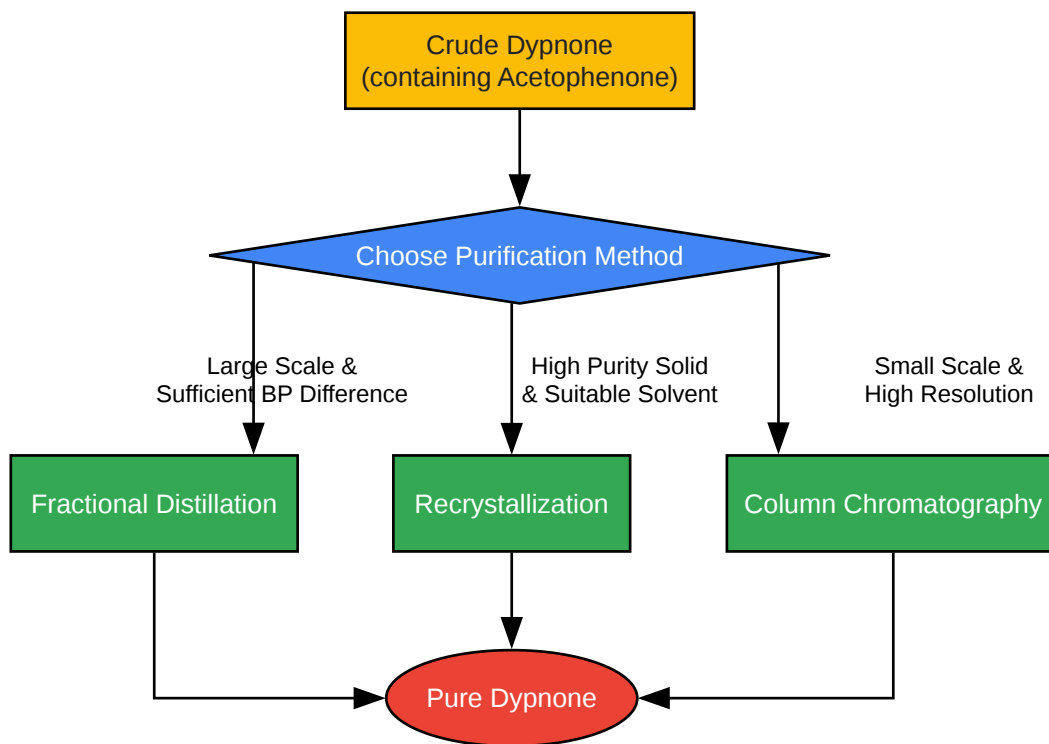 Crude Dypnone
(containing Acetophenone)
Choose Purification Method
Large Scale &
Sufficient BP Difference
High Purity Solid
& Suitable Solvent
Small Scale &
High Resolution
Fractional Distillation
Recrystallization
Column Chromatography
Pure Dypnone